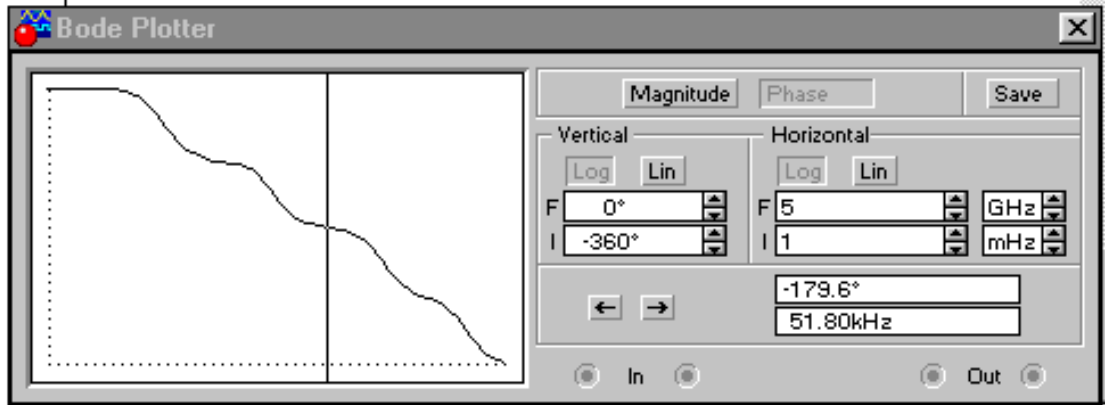 Bode Plotter
Magnitude Phase Save
Vertical Horizontal
Log Lin Log Lin
F 0° F 5 GHz
I -360° I 1 mHz
← → -179.6°
51.80kHz
In Out